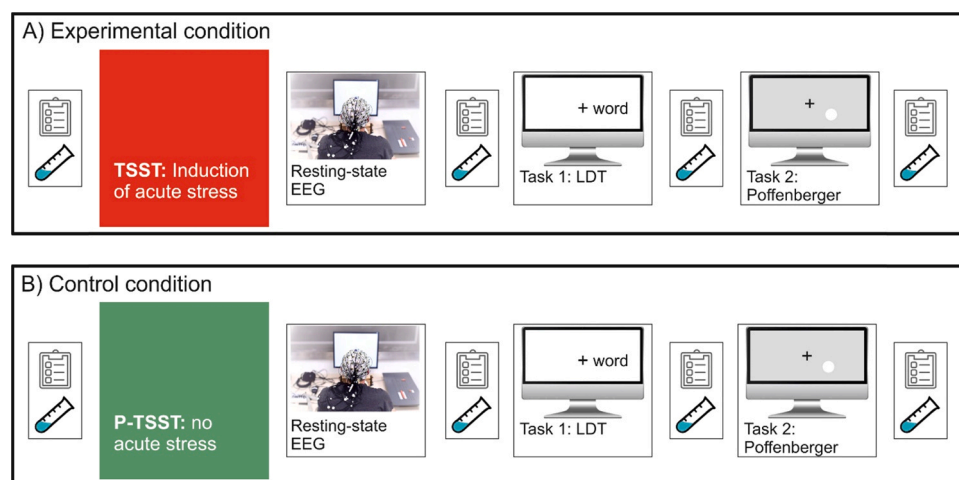 A) Experimental condition
TSST: Induction
of acute stress
Resting-state
EEG
+ word
Task 1: LDT
+
Task 2:
Poffenberger
B) Control condition
P-TSST: no
acute stress
Resting-state
EEG
+ word
Task 1: LDT
+
Task 2:
Poffenberger